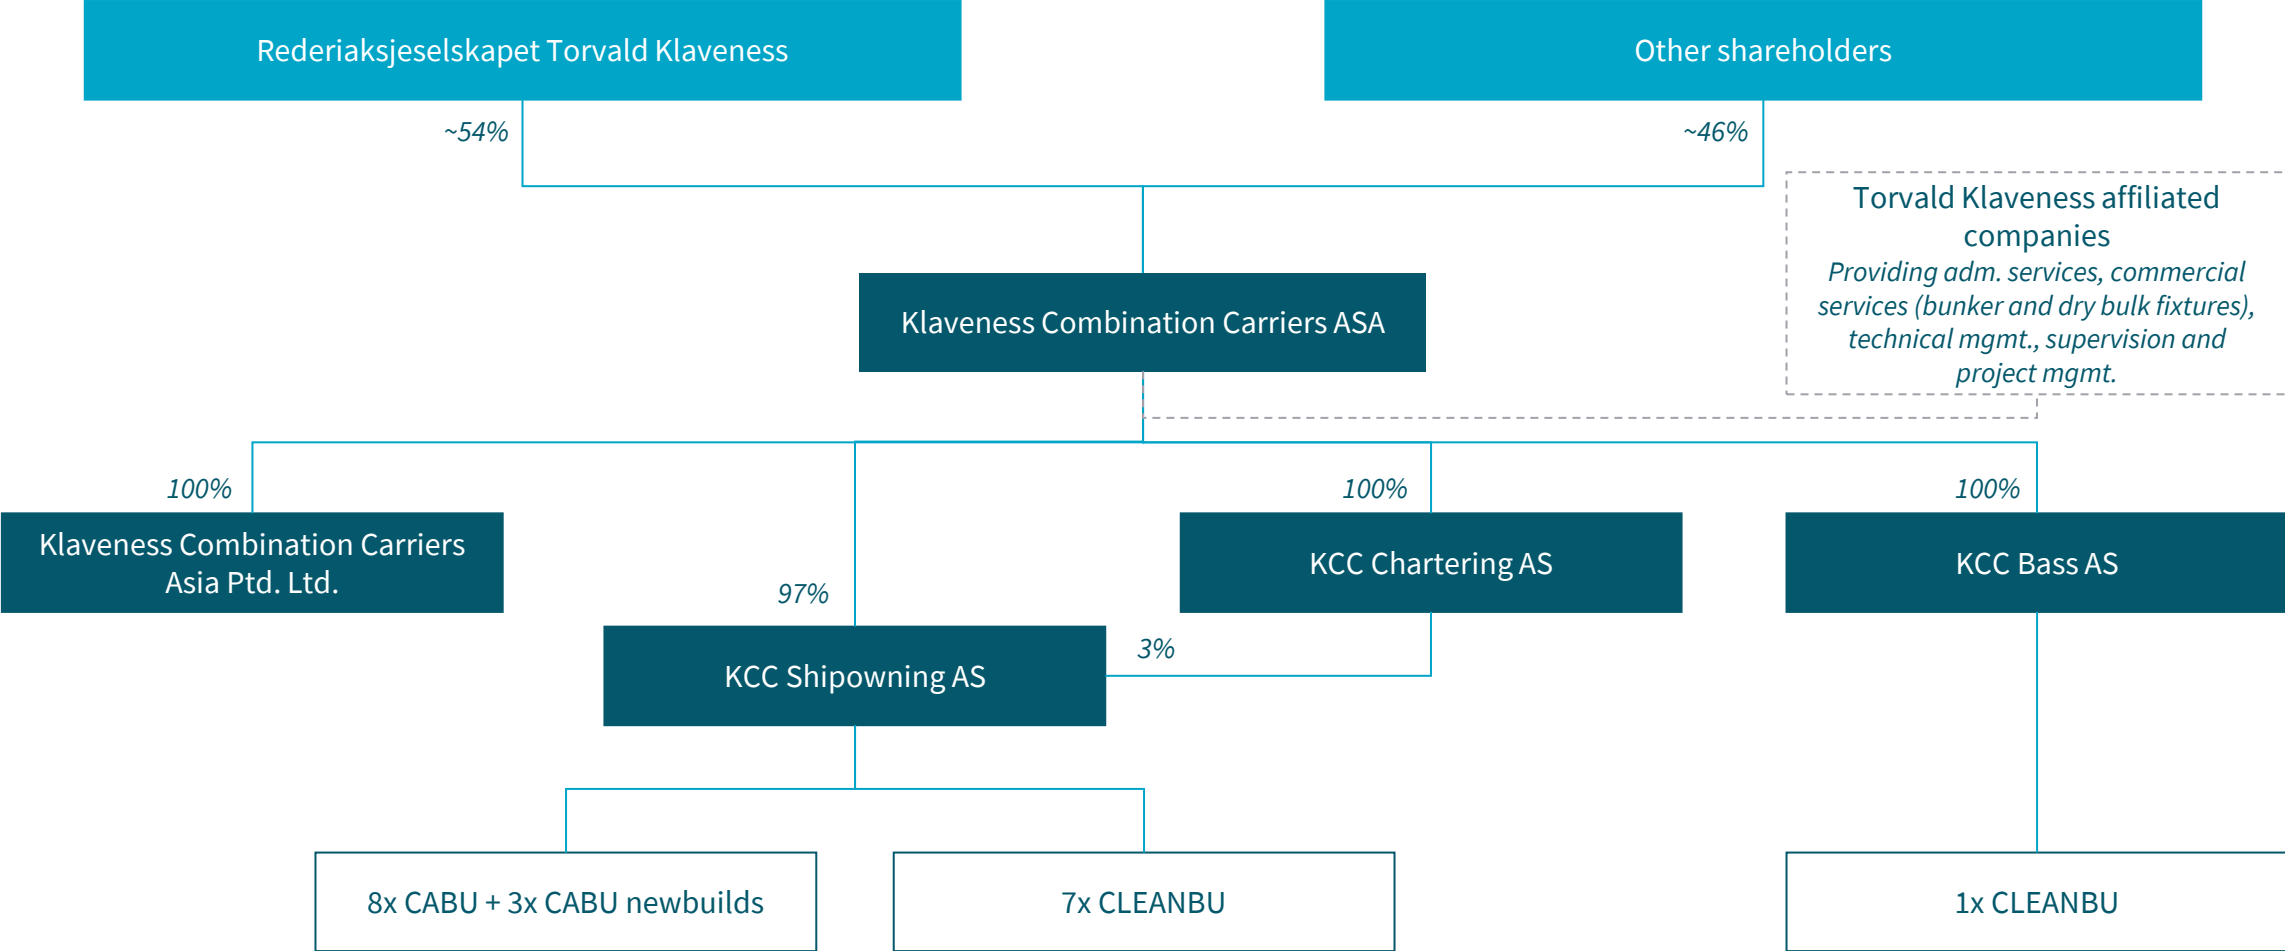 Rederiaksjeselskapet Torvald Klaveness
Other shareholders
~54%
~46%
Torvald Klaveness affiliated
companies
Providing adm. services, commercial
services (bunker and dry bulk fixtures),
technical mgmt., supervision and
project mgmt.
Klaveness Combination Carriers ASA
100%
100%
100%
Klaveness Combination Carriers
Asia Ptd. Ltd.
KCC Chartering AS
KCC Bass AS
97%
3%
KCC Shipowning AS
8x CABU + 3x CABU newbuilds
7x CLEANBU
1x CLEANBU